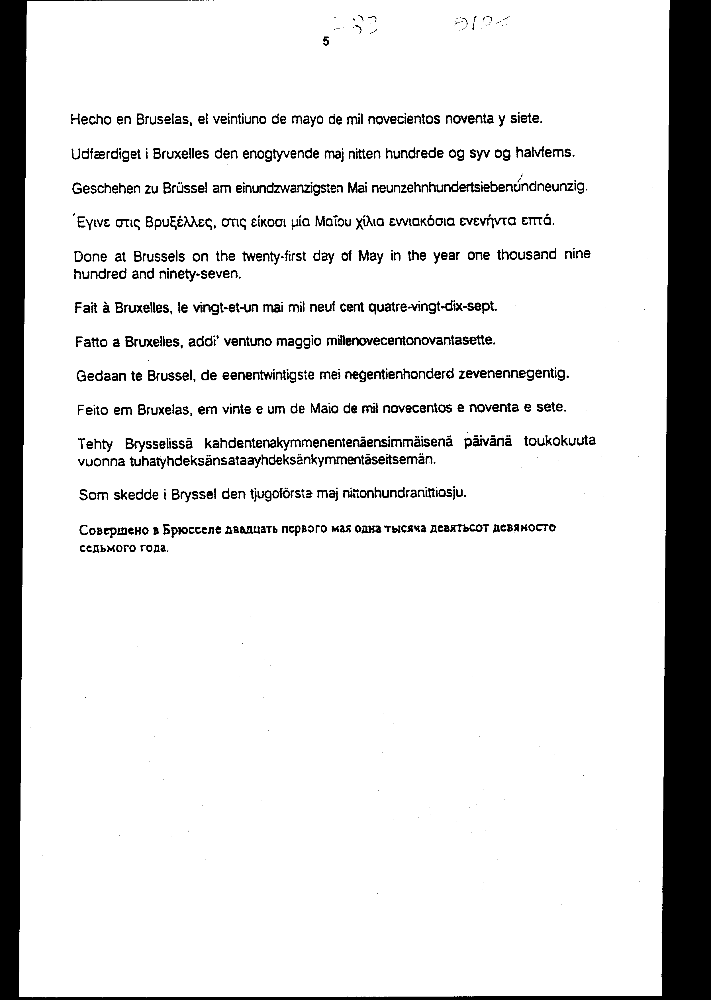 5
Hecho en Bruselas, el veintiuno de mayo de mil novecientos noventa y siete.
Udfærdiget i Bruxelles den enogtyvende maj nitten hundrede og syv og halvfems.
Geschehen zu Brüssel am einundzwanzigsten Mai neunzehnhundertsiebenundneunzig.
Έγινε στις Βρυξέλλες, στις είκοσι μία Μαΐου χίλια εννιακόσια ενενήντα επτά.
Done at Brussels on the twenty-first day of May in the year one thousand nine
hundred and ninety-seven.
Fait à Bruxelles, le vingt-et-un mai mil neuf cent quatre-vingt-dix-sept.
Fatto a Bruxelles, addi' ventuno maggio millenovecentonovantasette.
Gedaan te Brussel, de eenentwintigste mei negentienhonderd zevenennegentig.
Feito em Bruxelas, em vinte e um de Maio de mil novecentos e noventa e sete.
Tehty Brysselissä kahdentenakymmenentenäensimmäisenä päivänä toukokuuta
vuonna tuhatyhdeksänsataayhdeksänkymmentäseitsemän.
Som skedde i Bryssel den tjugoförsta maj nittonhundranittiosju.
Совершено в Брюсселе двадцать первого мая одна тысяча девятьсот девяносто
седьмого года.